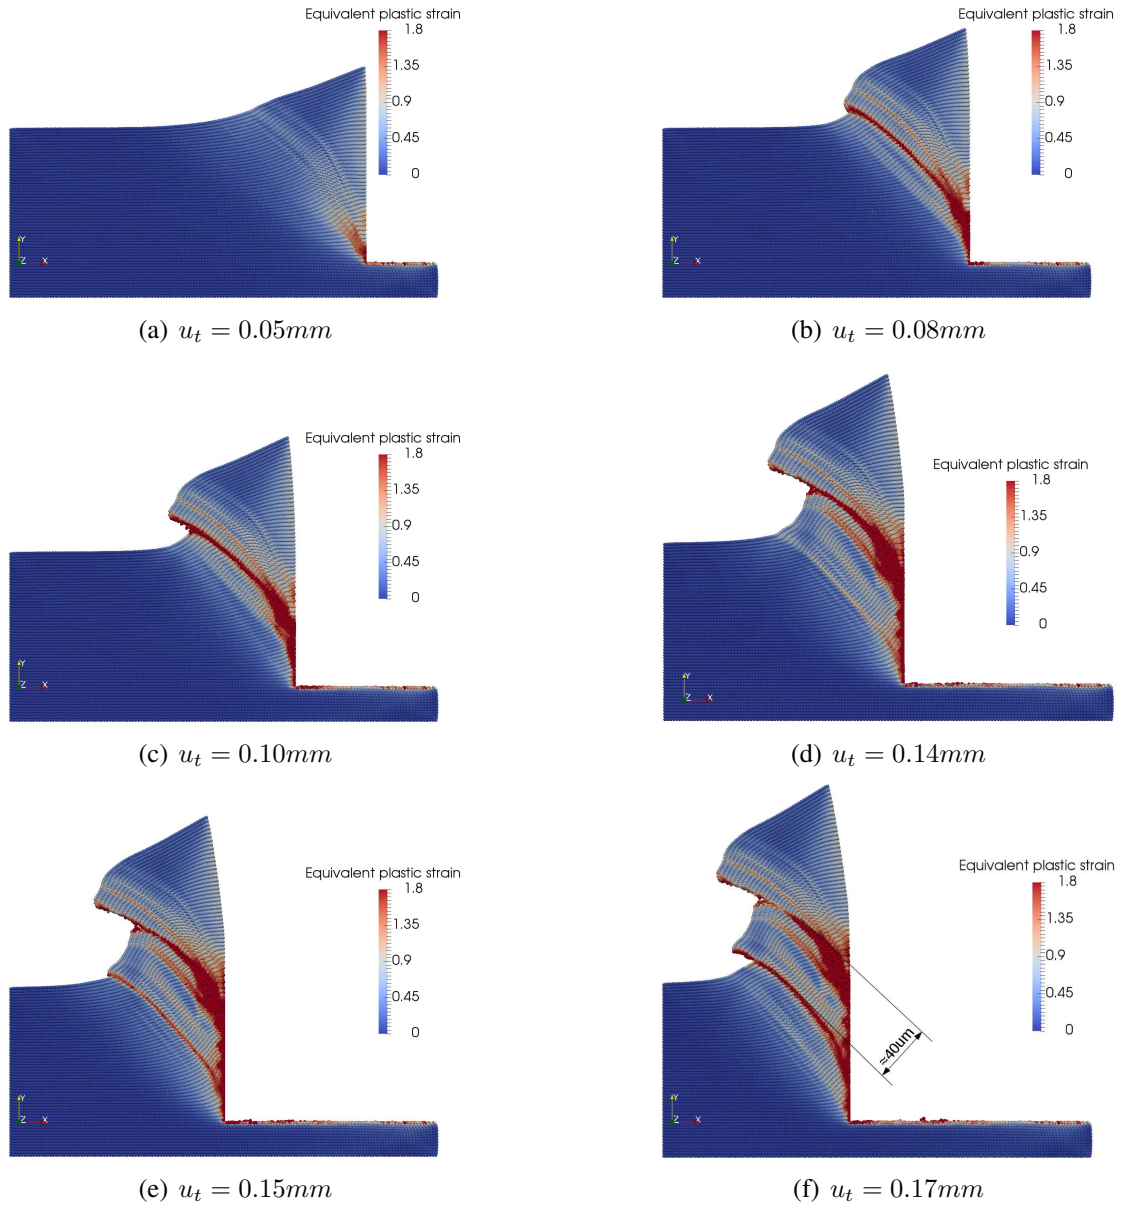 Equivalent plastic strain
1.8
1.35
0.9
0.45
0
Y
Z X
(a) u_t = 0.05mm
Equivalent plastic strain
1.8
1.35
0.9
0.45
0
Y
Z X
(b) u_t = 0.08mm
Equivalent plastic strain
1.8
1.35
0.9
0.45
0
Y
Z X
(c) u_t = 0.10mm
Equivalent plastic strain
1.8
1.35
0.9
0.45
0
Y
Z X
(d) u_t = 0.14mm
Equivalent plastic strain
1.8
1.35
0.9
0.45
0
Y
Z X
(e) u_t = 0.15mm
Equivalent plastic strain
1.8
1.35
0.9
0.45
0
≈40um
Y
Z X
(f) u_t = 0.17mm